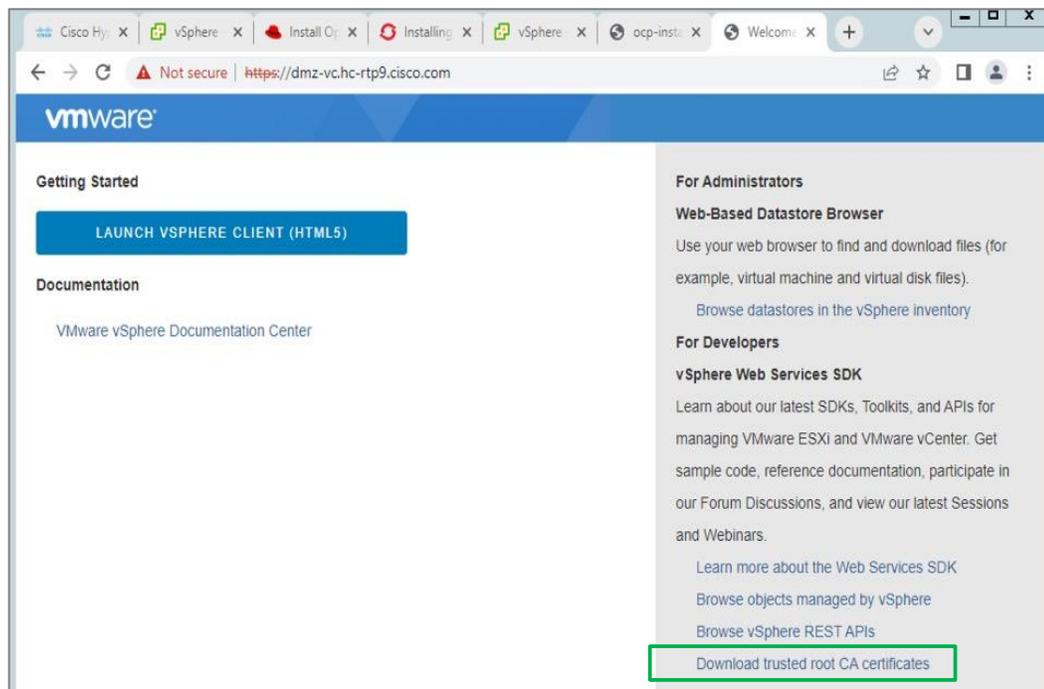 Cisco Hy
vSphere
Install O
Installing
vSphere
ocp-insta
Welcome
Not secure
https://dmz-vc.hc-rtp9.cisco.com
vmware
Getting Started
LAUNCH VSPHERE CLIENT (HTML5)
Documentation
VMware vSphere Documentation Center
For Administrators
Web-Based Datastore Browser
Use your web browser to find and download files (for
example, virtual machine and virtual disk files).
Browse datastores in the vSphere inventory
For Developers
vSphere Web Services SDK
Learn about our latest SDKs, Toolkits, and APIs for
managing VMware ESXi and VMware vCenter. Get
sample code, reference documentation, participate in
our Forum Discussions, and view our latest Sessions
and Webinars.
Learn more about the Web Services SDK
Browse objects managed by vSphere
Browse vSphere REST APIs
Download trusted root CA certificates